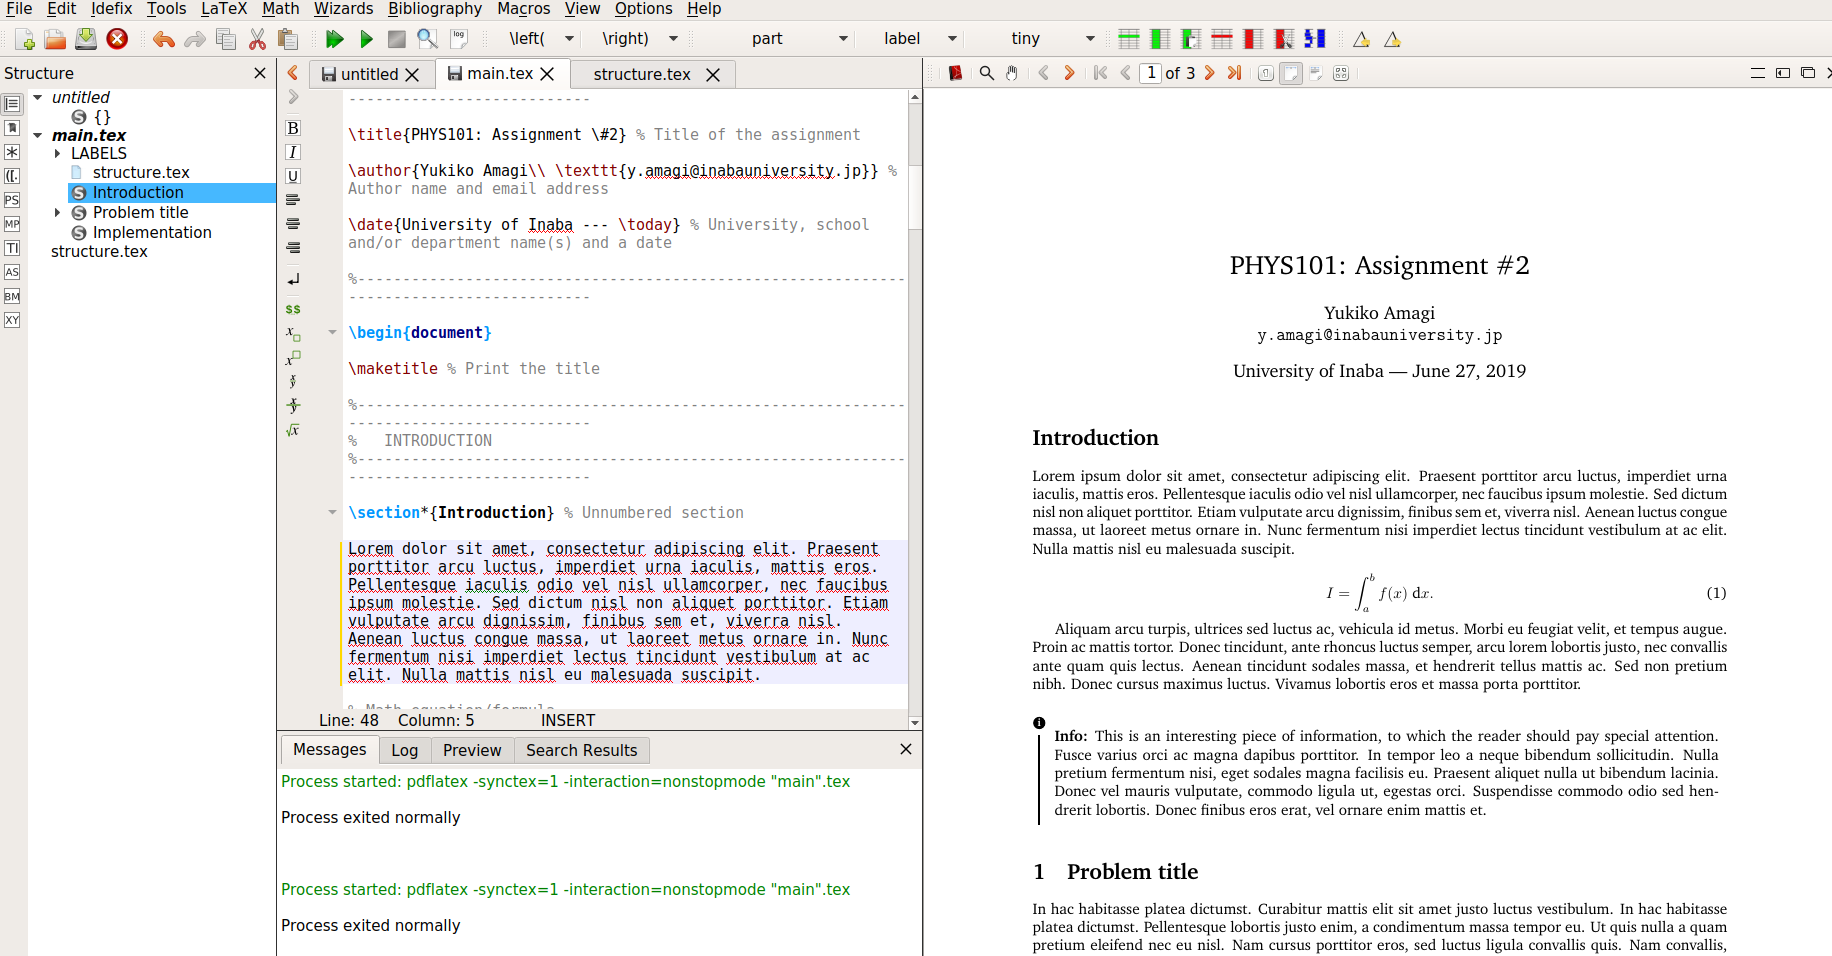 File Edit Idefix Tools LaTeX Math Wizards Bibliography Macros View Options Help
log \left( \right) part label tiny
Structure
untitled
{}
main.tex
LABELS
structure.tex
Introduction
Problem title
Implementation
structure.tex
([.
PS
MP
TI
AS
BM
XY
untitled main.tex structure.tex
B
I
U
$$
x
x
x/y
x/y
√x
---------------------------
\title{PHYS101: Assignment \#2} % Title of the assignment
\author{Yukiko Amagi\\ \texttt{y.amagi@inabauniversity.jp}} %
Author name and email address
\date{University of Inaba --- \today} % University, school
and/or department name(s) and a date
%-------------------------------------------------------------
---------------------------
\begin{document}
\maketitle % Print the title
%-------------------------------------------------------------
---------------------------
%   INTRODUCTION
%-------------------------------------------------------------
---------------------------
\section*{Introduction} % Unnumbered section
Lorem dolor sit amet, consectetur adipiscing elit. Praesent
porttitor arcu luctus, imperdiet urna iaculis, mattis eros.
Pellentesque iaculis odio vel nisl ullamcorper, nec faucibus
ipsum molestie. Sed dictum nisl non aliquet porttitor. Etiam
vulputate arcu dignissim, finibus sem et, viverra nisl.
Aenean luctus congue massa, ut laoreet metus ornare in. Nunc
fermentum nisi imperdiet lectus tincidunt vestibulum at ac
elit. Nulla mattis nisl eu malesuada suscipit.
% Math equation/formula
Line: 48 Column: 5 INSERT
Messages Log Preview Search Results
Process started: pdflatex -synctex=1 -interaction=nonstopmode "main".tex
Process exited normally
Process started: pdflatex -synctex=1 -interaction=nonstopmode "main".tex
Process exited normally
1 of 3
PHYS101: Assignment #2
Yukiko Amagi
y.amagi@inabauniversity.jp
University of Inaba — June 27, 2019
Introduction
Lorem ipsum dolor sit amet, consectetur adipiscing elit. Praesent porttitor arcu luctus, imperdiet urna
iaculis, mattis eros. Pellentesque iaculis odio vel nisl ullamcorper, nec faucibus ipsum molestie. Sed dictum
nisl non aliquet porttitor. Etiam vulputate arcu dignissim, finibus sem et, viverra nisl. Aenean luctus congue
massa, ut laoreet metus ornare in. Nunc fermentum nisi imperdiet lectus tincidunt vestibulum at ac elit.
Nulla mattis nisl eu malesuada suscipit.
I = ∫_a^b f(x) dx. (1)
Aliquam arcu turpis, ultrices sed luctus ac, vehicula id metus. Morbi eu feugiat velit, et tempus augue.
Proin ac mattis tortor. Donec tincidunt, ante rhoncus luctus semper, arcu lorem lobortis justo, nec convallis
ante quam quis lectus. Aenean tincidunt sodales massa, et hendrerit tellus mattis ac. Sed non pretium
nibh. Donec cursus maximus luctus. Vivamus lobortis eros et massa porta porttitor.
Info: This is an interesting piece of information, to which the reader should pay special attention.
Fusce varius orci ac magna dapibus porttitor. In tempor leo a neque bibendum sollicitudin. Nulla
pretium fermentum nisi, eget sodales magna facilisis eu. Praesent aliquet nulla ut bibendum lacinia.
Donec vel mauris vulputate, commodo ligula ut, egestas orci. Suspendisse commodo odio sed hen-
drerit lobortis. Donec finibus eros erat, vel ornare enim mattis et.
1 Problem title
In hac habitasse platea dictumst. Curabitur mattis elit sit amet justo luctus vestibulum. In hac habitasse
platea dictumst. Pellentesque lobortis justo enim, a condimentum massa tempor eu. Ut quis nulla a quam
pretium eleifend nec eu nisl. Nam cursus porttitor eros, sed luctus ligula convallis quis. Nam convallis,